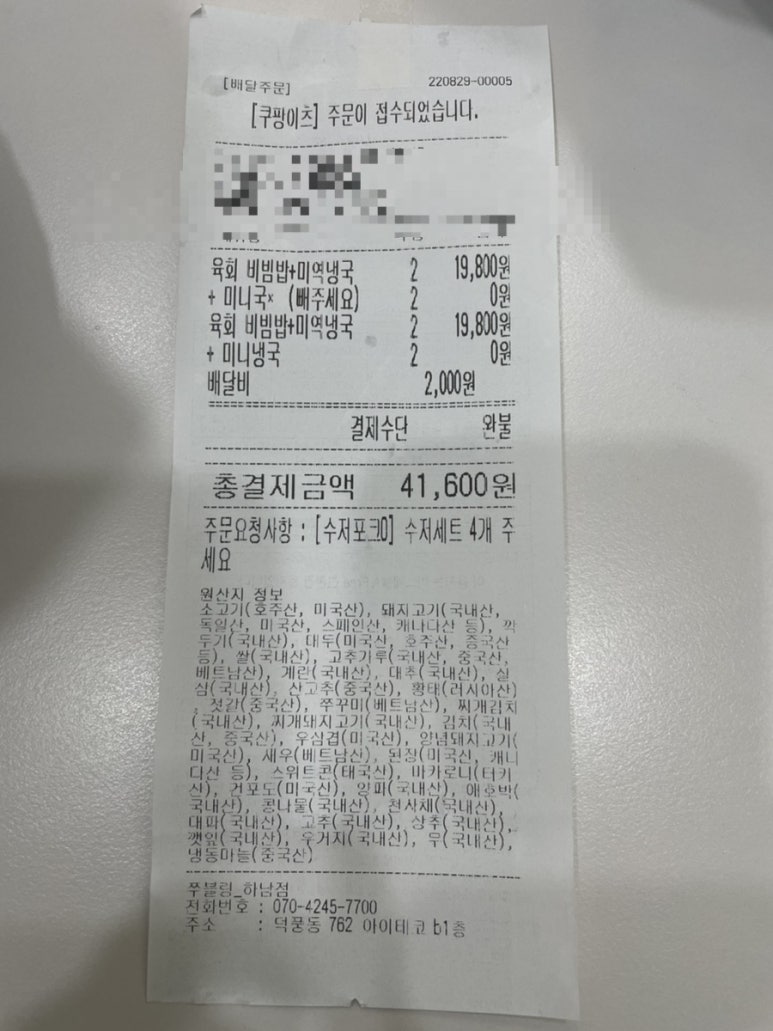 [배달주문] 220829-00005
[쿠팡이츠] 주문이 접수되었습니다.
육회 비빔밥+미역냉국 2 19,800원
+ 미니국* (빼주세요) 2 0원
육회 비빔밥+미역냉국 2 19,800원
+ 미니냉국 2 0원
배달비 2,000원
결제수단 완불
총결제금액 41,600원
주문요청사항 : [수저포크O] 수저세트 4개 주
세요
원산지 정보
소고기(호주산, 미국산), 돼지고기(국내산,
독일산, 미국산, 스페인산, 캐나다산 등), 깍
두기(국내산), 대두(미국산, 호주산, 중국산
등), 쌀(국내산), 고추가루(국내산, 중국산,
베트남산), 계란(국내산), 대추(국내산), 실
삼(국내산), 산고추(중국산), 황태(러시아산)
, 젓갈(중국산), 쭈꾸미(베트남산), 찌개김치
(국내산), 찌개돼지고기(국내산), 김치(국내
산, 중국산), 우삼겹(미국산), 양념돼지고기(
미국산), 새우(베트남산), 된장(미국산, 캐나
다산 등), 스위트콘(태국산), 마카로니(터키
산), 건포도(미국산), 양파(국내산), 애호박(
국내산), 콩나물(국내산), 천사채(국내산),
대파(국내산), 고추(국내산), 상추(국내산),
깻잎(국내산), 우거지(국내산), 무(국내산),
냉동마늘(중국산)
쭈불링_하남점
전화번호 : 070-4245-7700
주소 : 덕풍동 762 아이테코 b1층